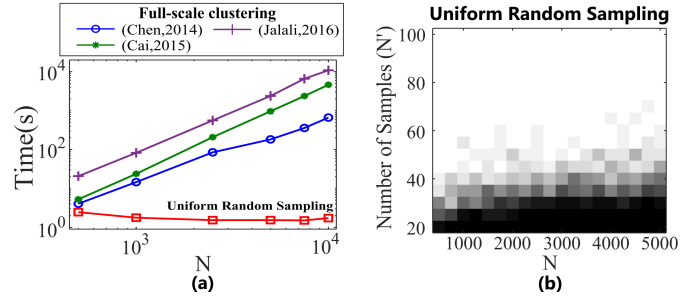 Full-scale clustering
(Chen,2014)
(Jalali,2016)
(Cai,2015)
Time(s)
10^4
10^2
10^0
Uniform Random Sampling
10^3
10^4
N
(a)
Uniform Random Sampling
Number of Samples (N')
100
80
60
40
20
1000 2000 3000 4000 5000
N
(b)